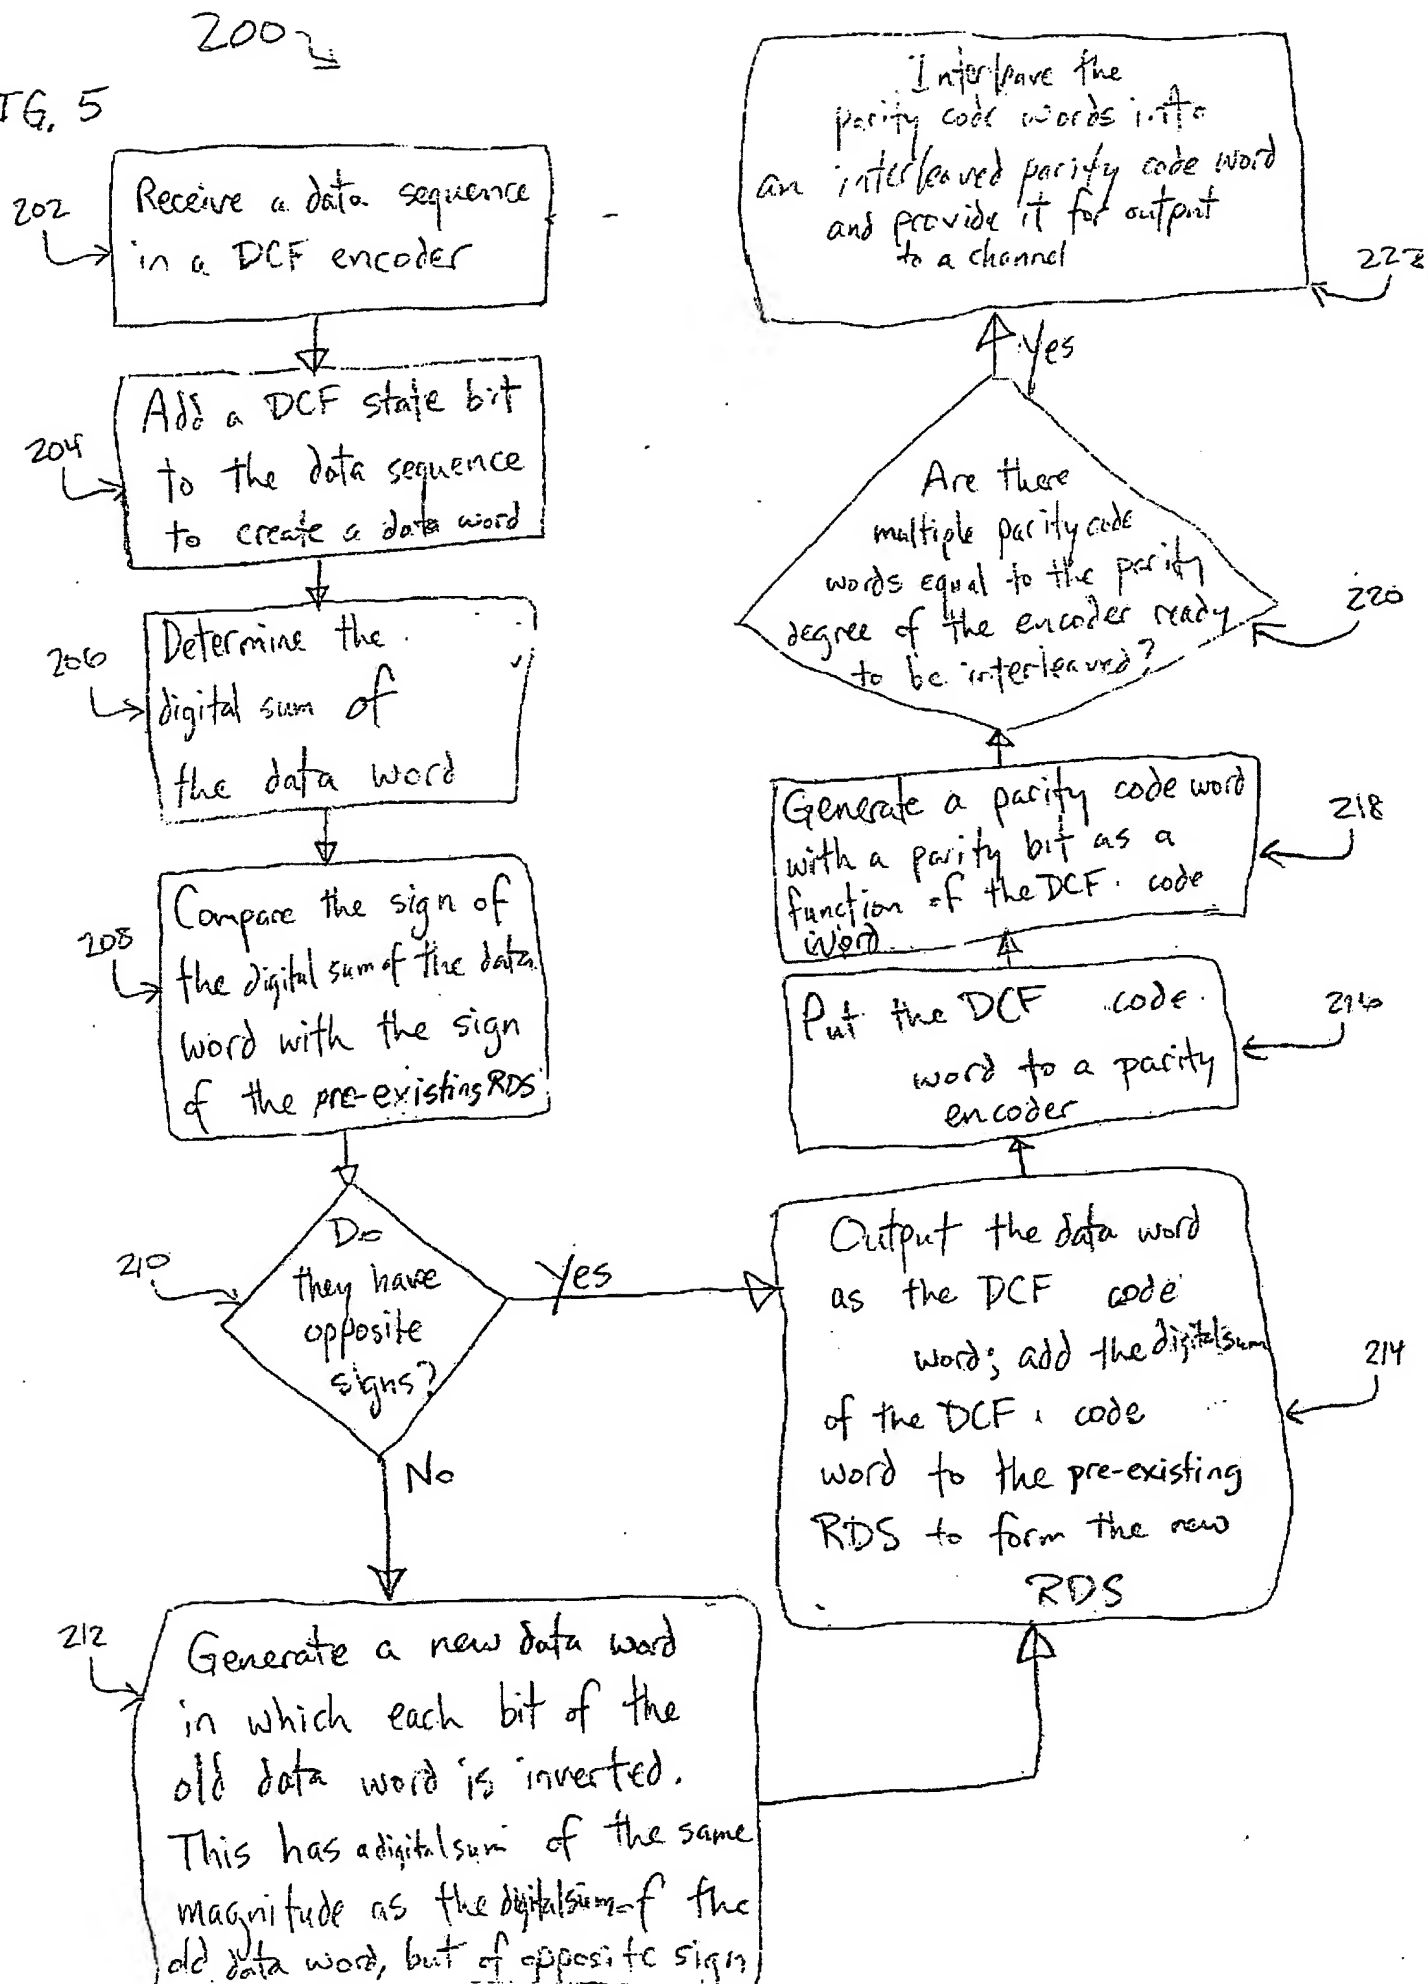 200
FIG. 5
202
Receive a data sequence
in a DCF encoder
204
Add a DCF state bit
to the data sequence
to create a data word
206
Determine the
digital sum of
the data word
208
Compare the sign of
the digital sum of the data
word with the sign
of the pre-existing RDS
210
Do
they have
opposite
signs?
Yes
No
212
Generate a new data word
in which each bit of the
old data word is inverted.
This has a digital sum of the same
magnitude as the digital sum of the
old data word, but of opposite sign
214
Output the data word
as the DCF code
word; add the digital sum
of the DCF code
word to the pre-existing
RDS to form the new
RDS
216
Put the DCF code
word to a parity
encoder
218
Generate a parity code word
with a parity bit as a
function of the DCF code
word
220
Are there
multiple parity code
words equal to the parity
degree of the encoder ready
to be interleaved?
Yes
222
Interleave the
parity code words into
an interleaved parity code word
and provide it for output
to a channel